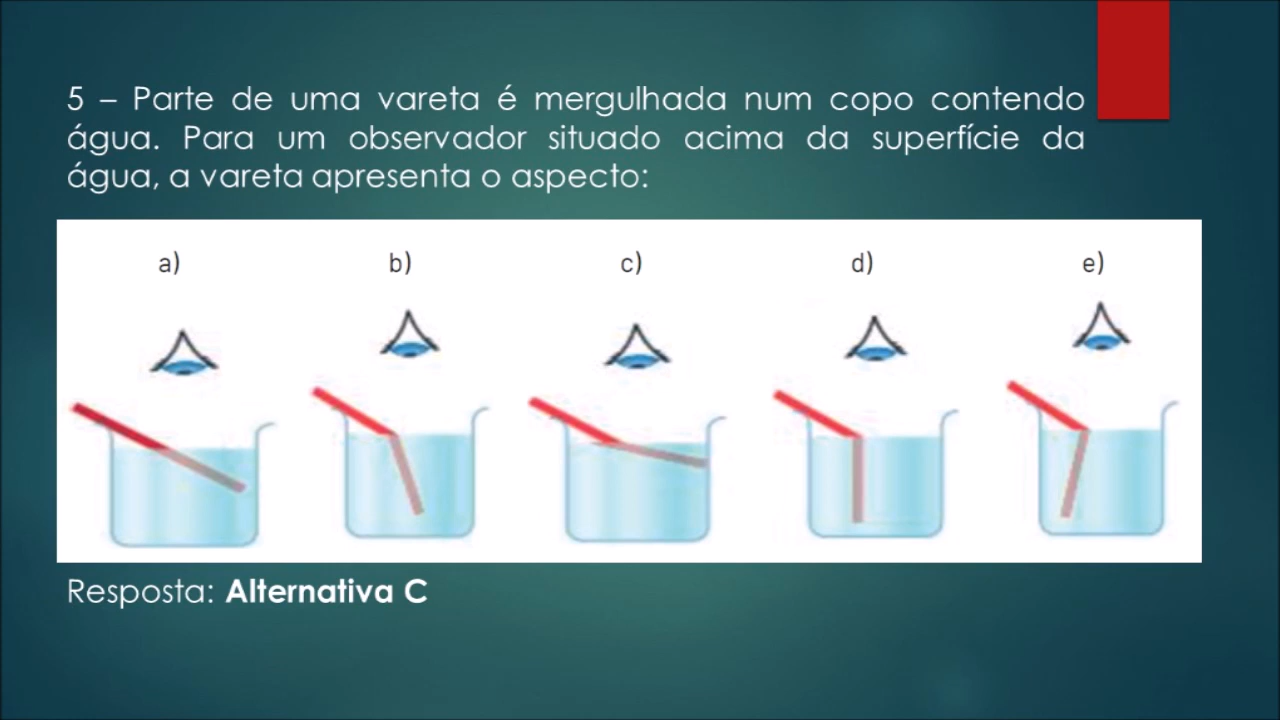 5 – Parte de uma vareta é mergulhada num copo contendo
água. Para um observador situado acima da superfície da
água, a vareta apresenta o aspecto:
a) b) c) d) e)
Resposta: Alternativa C